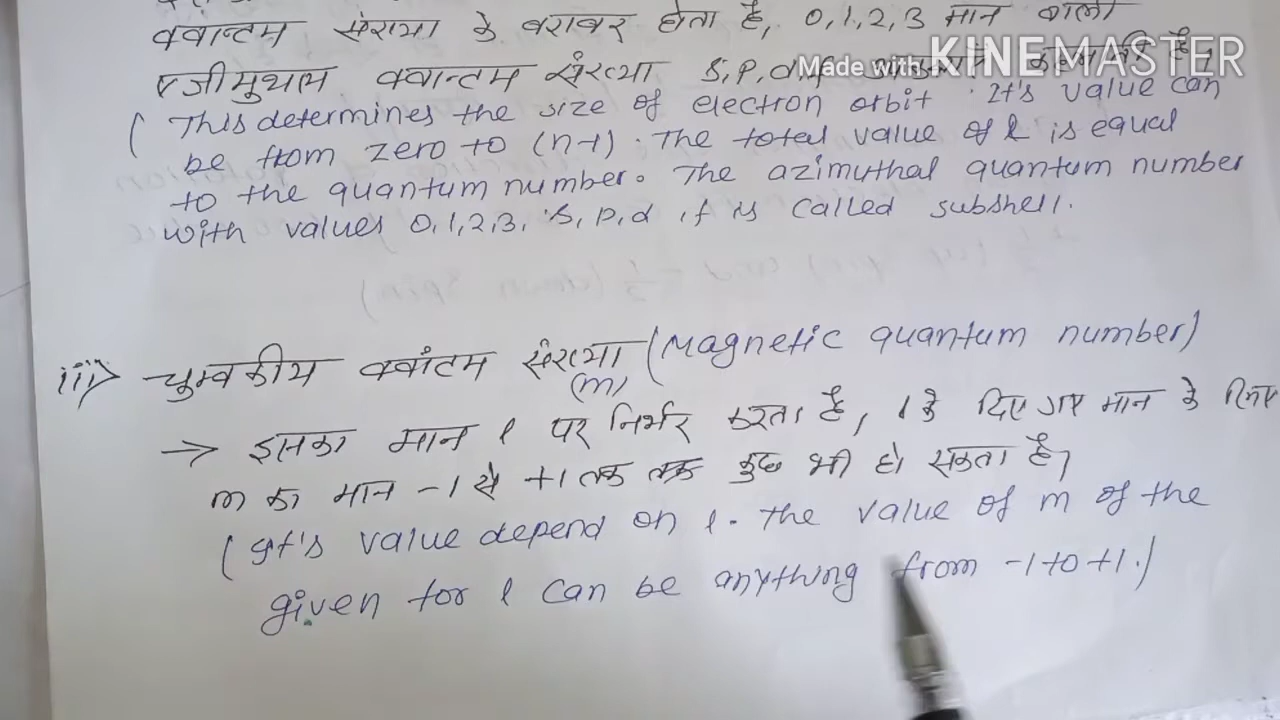 क्वान्टम संख्या के बराबर होता है, 0,1,2,3 मान वाला
एजीमुथाल क्वान्टम संख्या s,p,d,f
Made with KINEMASTER
( This determines the size of electron orbit. It's value can
be from zero to (n-1). The total value of l is equal
to the quantum number. The azimuthal quantum number
with values 0,1,2,3, s,p,d,f is called subshell.
iii) चुम्बकीय क्वांटम संख्या (Magnetic quantum number)
(m)
→ इसका मान l पर निर्भर करता है, l के दिए गए मान के लिए
m का मान -l से +l तक तक कुछ भी हो सकता है,
( It's value depend on l. The value of m of the
given for l can be anything from -l to +l.)